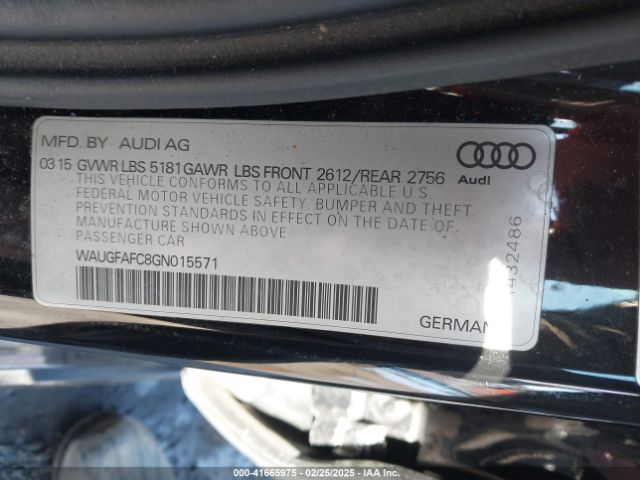 MFD. BY AUDI AG
0315 GVWR LBS 5181 GAWR LBS FRONT 2612/REAR 2756
THIS VEHICLE CONFORMS TO ALL APPLICABLE U S
FEDERAL MOTOR VEHICLE SAFETY, BUMPER AND THEFT
PREVENTION STANDARDS IN EFFECT ON THE DATE OF
MANUFACTURE SHOWN ABOVE
PASSENGER CAR
WAUGFAFC8GN015571
Audi
1432486
GERMAN
000-41665975 - 02/25/2025 - IAA Inc.